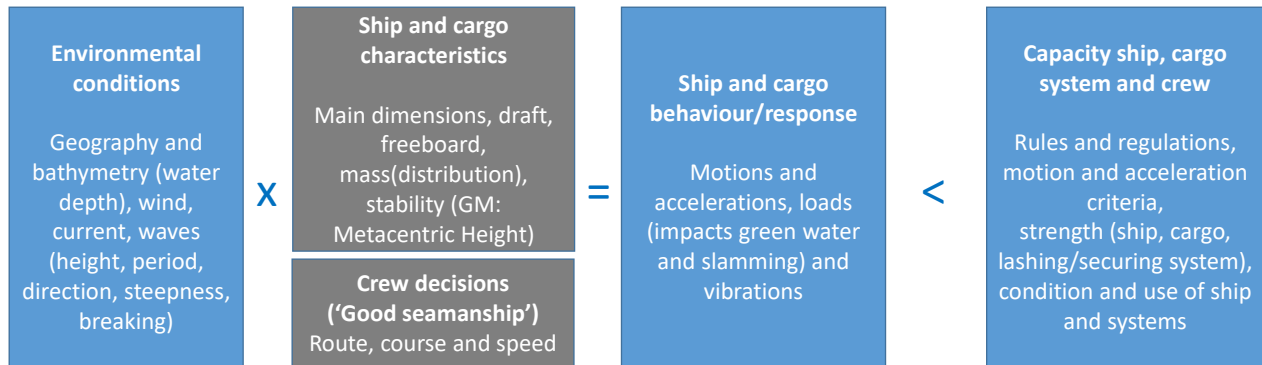 Environmental
conditions
Geography and
bathymetry (water
depth), wind,
current, waves
(height, period,
direction, steepness,
breaking)
x
Ship and cargo
characteristics
Main dimensions, draft,
freeboard,
mass(distribution),
stability (GM:
Metacentric Height)
Crew decisions
(‘Good seamanship’)
Route, course and speed
=
Ship and cargo
behaviour/response
Motions and
accelerations, loads
(impacts green water
and slamming) and
vibrations
<
Capacity ship, cargo
system and crew
Rules and regulations,
motion and acceleration
criteria,
strength (ship, cargo,
lashing/securing system),
condition and use of ship
and systems